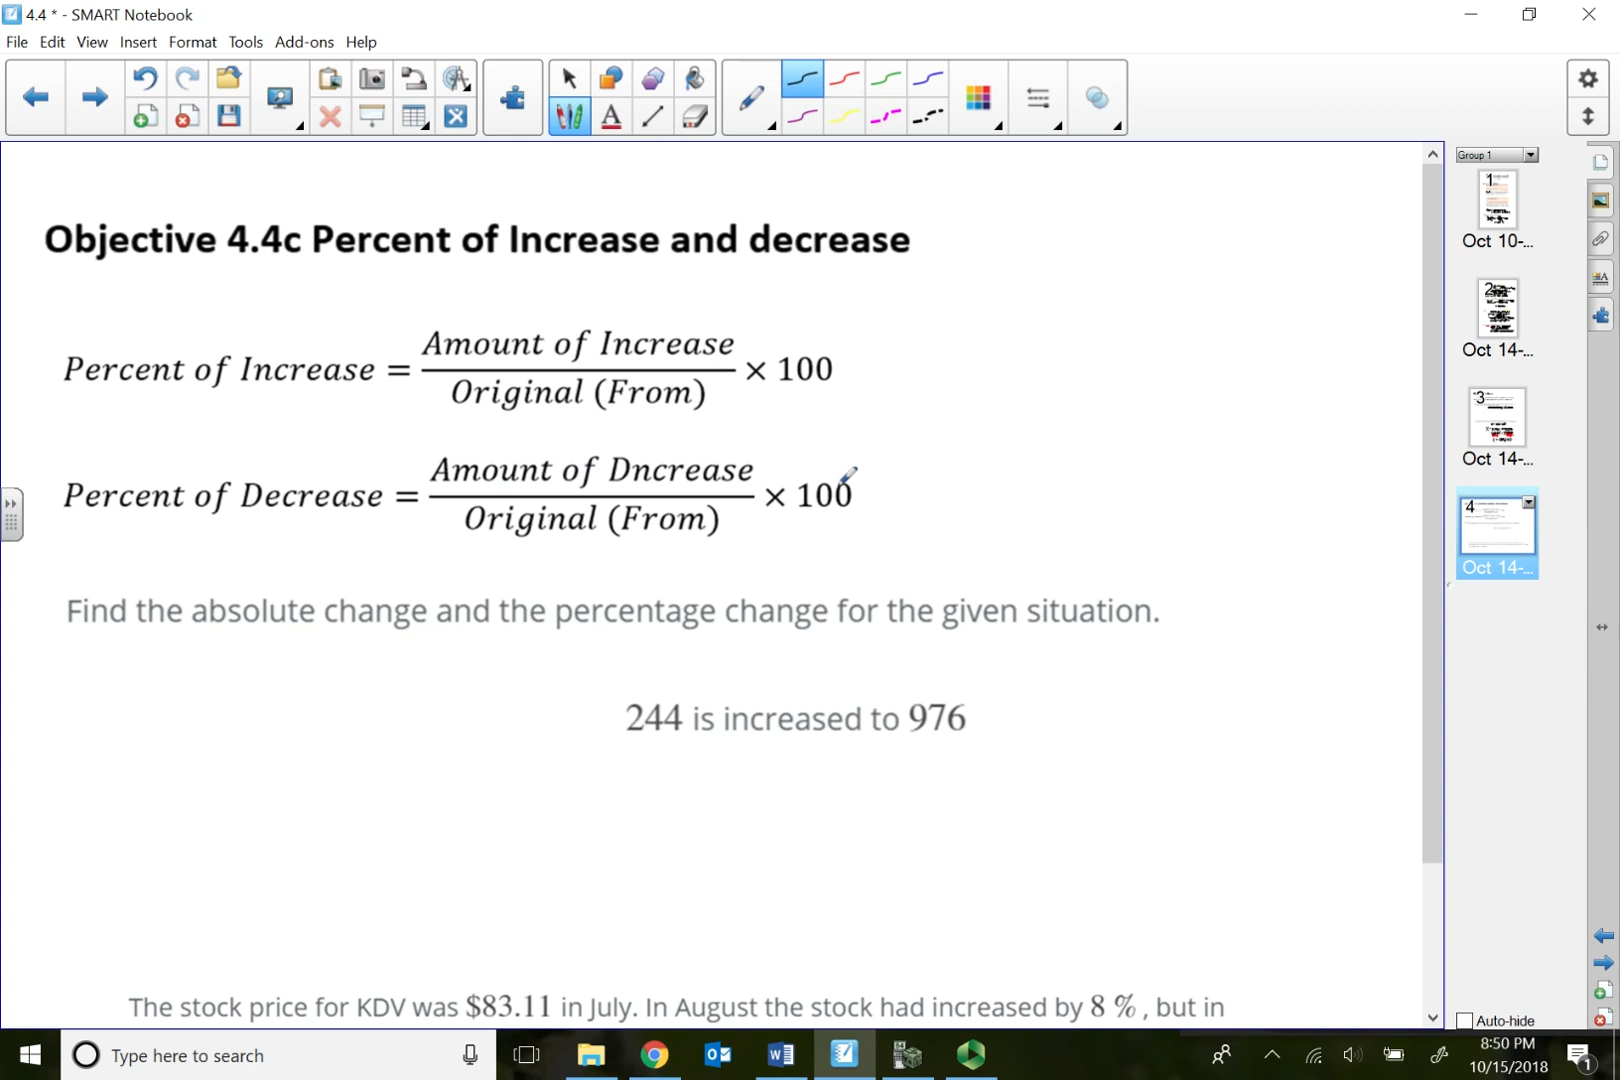 4.4 * - SMART Notebook
File Edit View Insert Format Tools Add-ons Help
Group 1
Objective 4.4c Percent of Increase and decrease
Percent of Increase = Amount of Increase / Original (From) × 100
Percent of Decrease = Amount of Dncrease / Original (From) × 100
Find the absolute change and the percentage change for the given situation.
244 is increased to 976
The stock price for KDV was $83.11 in July. In August the stock had increased by 8 % , but in
1
Oct 10-...
2
Oct 14-...
3
Oct 14-...
4
Oct 14-...
Auto-hide
Type here to search
8:50 PM
10/15/2018
1